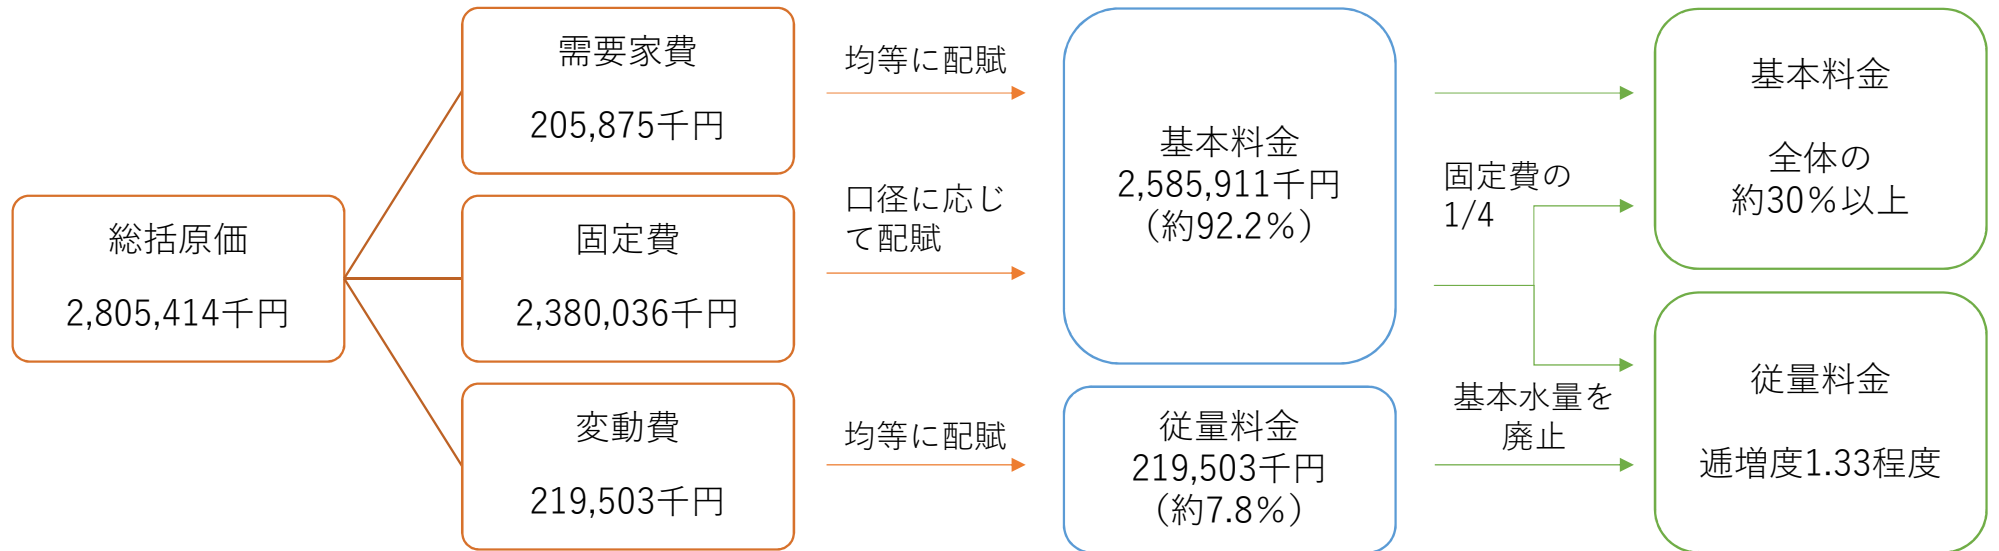 総括原価
2,805,414千円
需要家費
205,875千円
固定費
2,380,036千円
変動費
219,503千円
均等に配賦
口径に応じ
て配賦
均等に配賦
基本料金
2,585,911千円
（約92.2％）
従量料金
219,503千円
（約7.8％）
固定費の
1/4
基本水量を
廃止
基本料金
全体の
約30％以上
従量料金
逓増度1.33程度